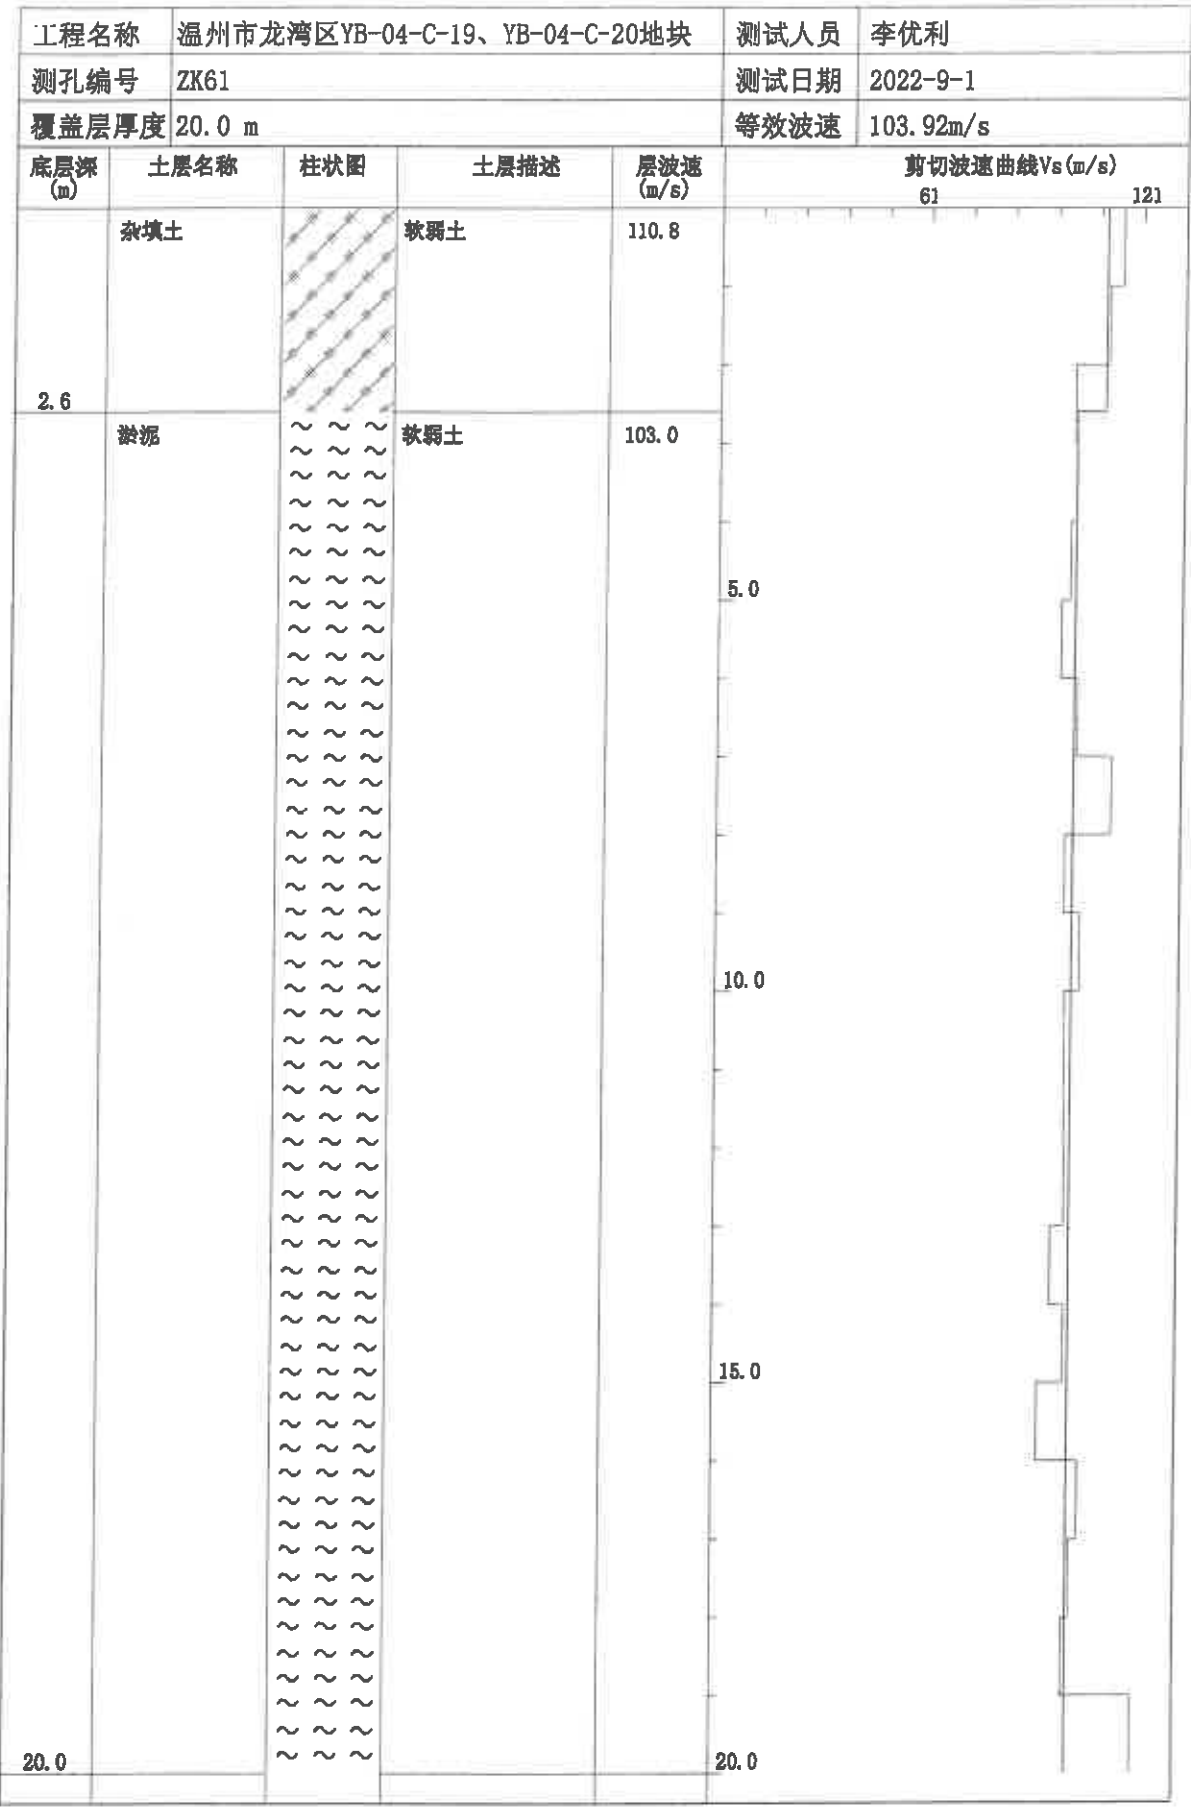 工程名称 温州市龙湾区YB-04-C-19、YB-04-C-20地块 测试人员 李优利
测孔编号 ZK61 测试日期 2022-9-1
覆盖层厚度 20.0 m 等效波速 103.92m/s
底层深(m) 土层名称 柱状图 土层描述 层波速(m/s) 剪切波速曲线Vs(m/s)
61 121
杂填土 软弱土 110.8
2.6
淤泥 软弱土 103.0
5.0
10.0
15.0
20.0 20.0